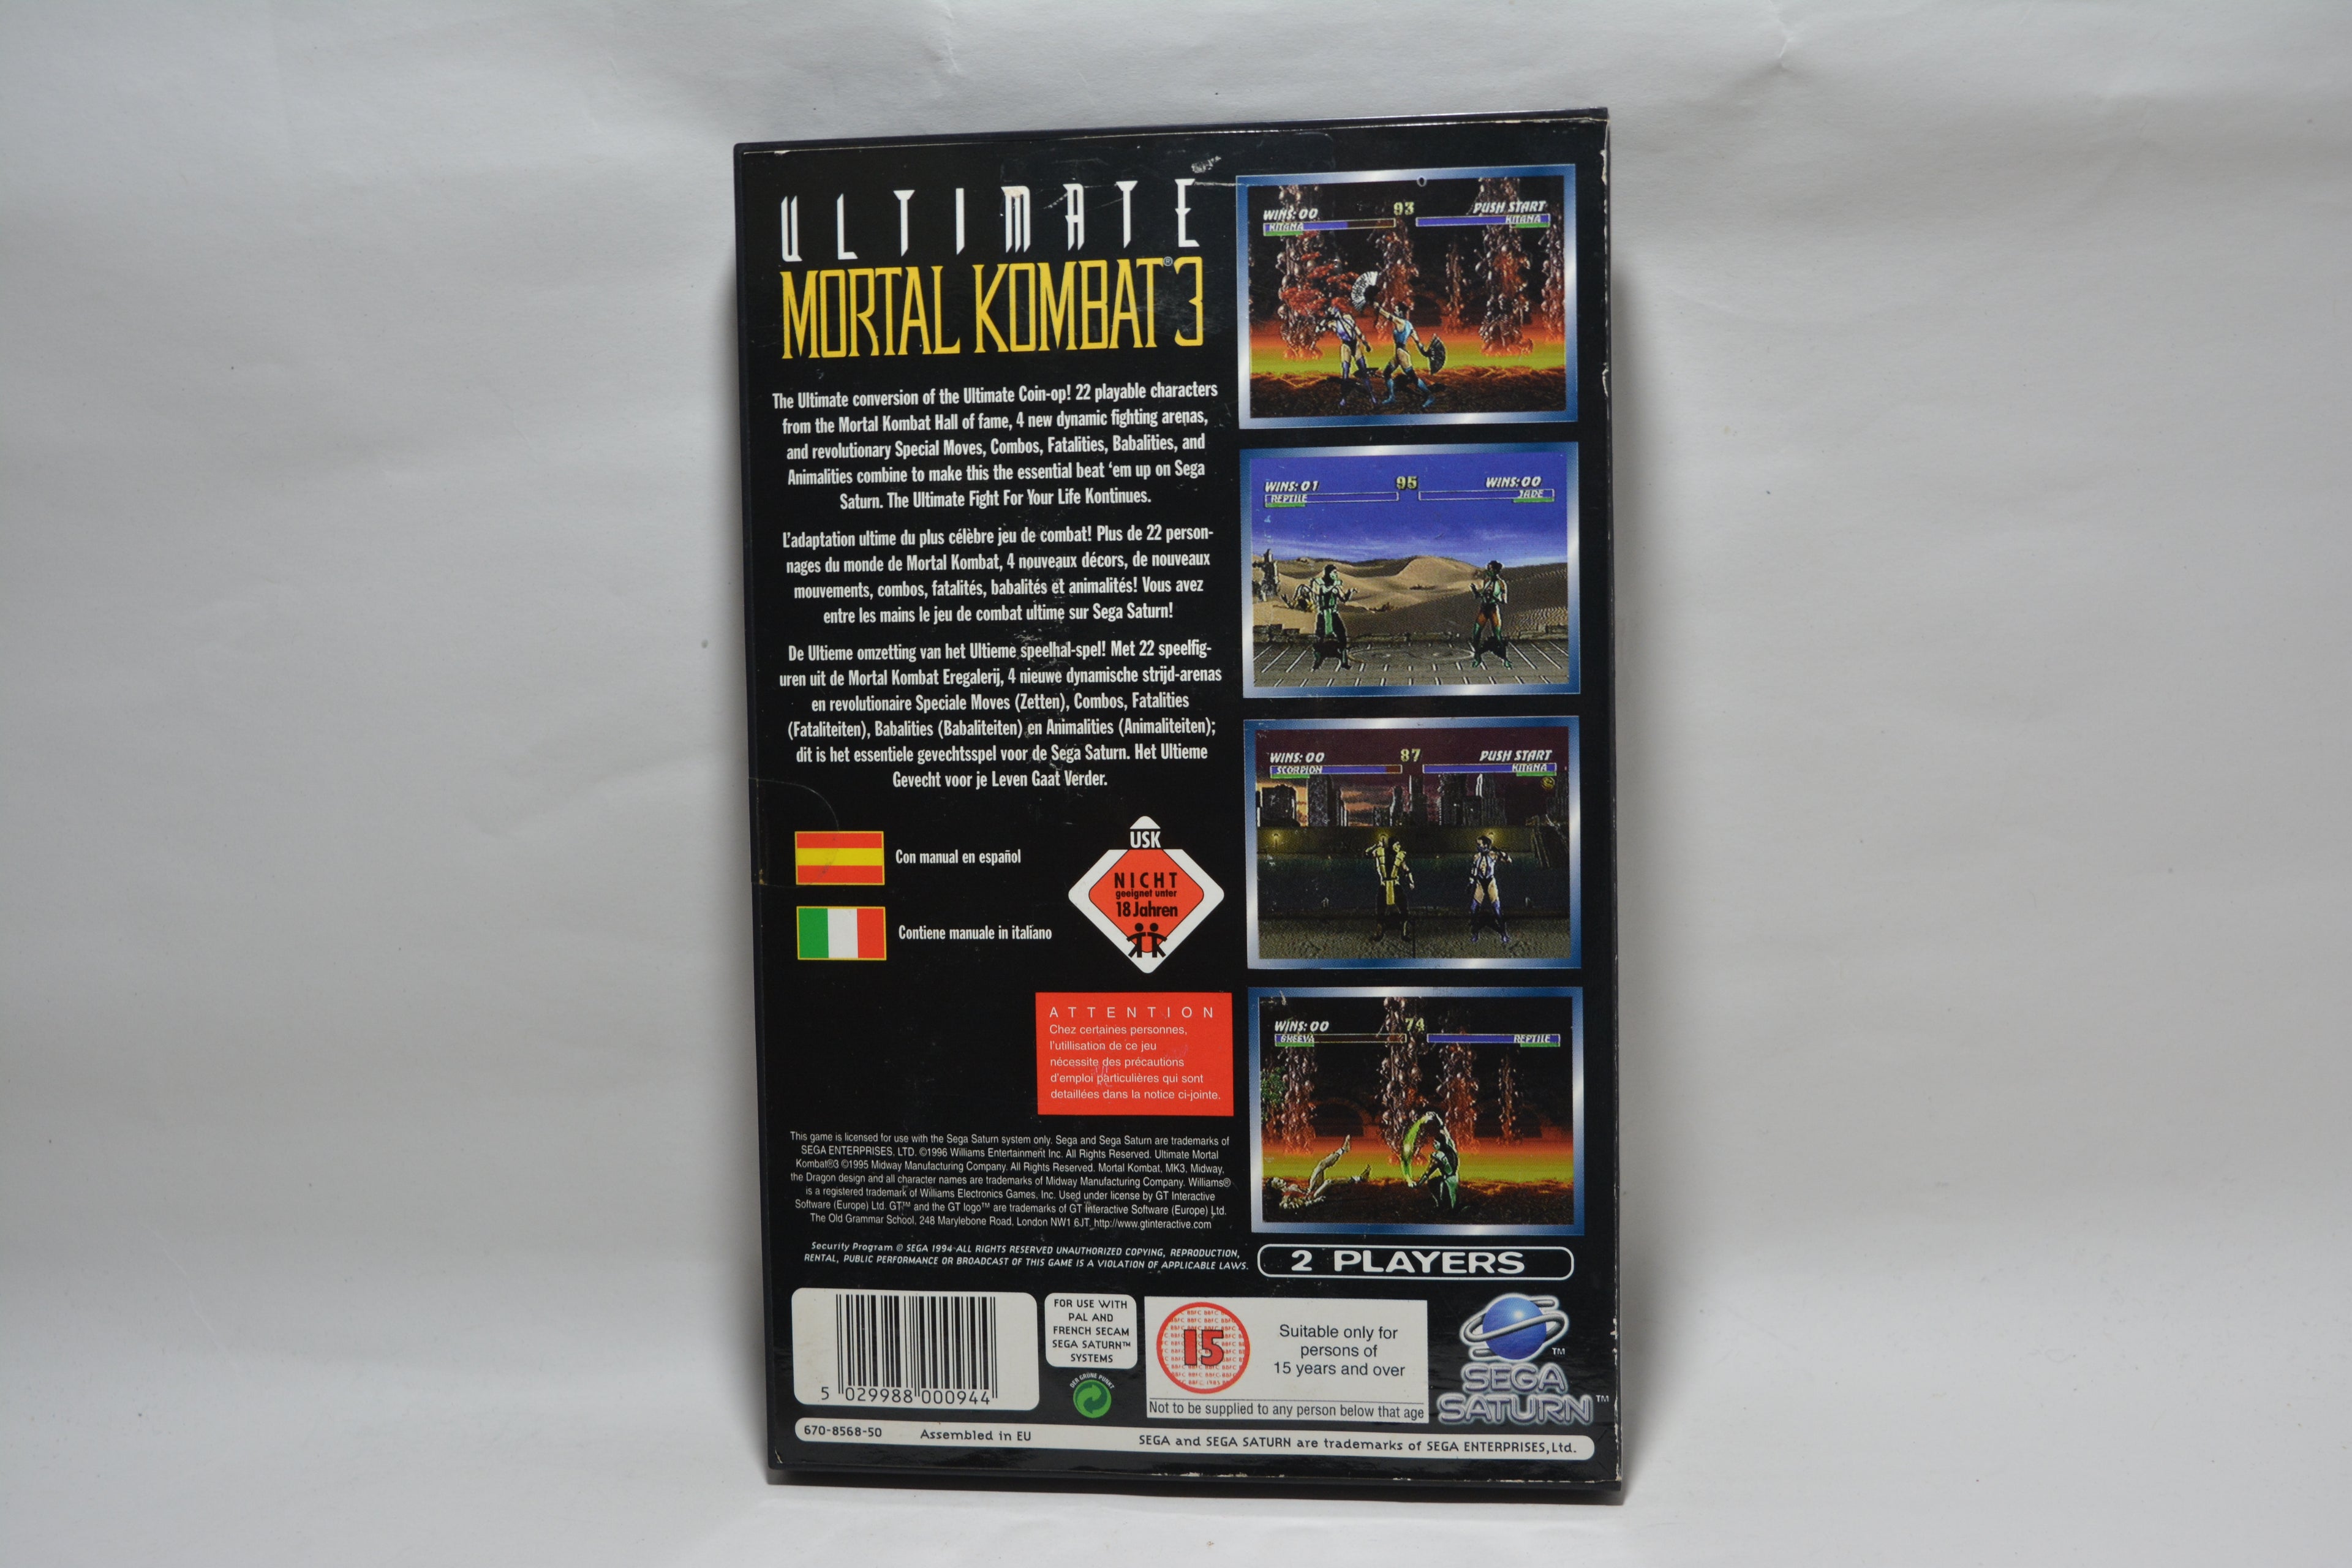 ULTIMATE
MORTAL KOMBAT® 3
The Ultimate conversion of the Ultimate Coin-op! 22 playable characters
from the Mortal Kombat Hall of fame, 4 new dynamic fighting arenas,
and revolutionary Special Moves, Combos, Fatalities, Babalities, and
Animalities combine to make this the essential beat 'em up on Sega
Saturn. The Ultimate Fight For Your Life Kontinues.
L'adaptation ultime du plus célèbre jeu de combat! Plus de 22 person-
nages du monde de Mortal Kombat, 4 nouveaux décors, de nouveaux
mouvements, combos, fatalités, babalités et animalités! Vous avez
entre les mains le jeu de combat ultime sur Sega Saturn!
De Ultieme omzetting van het Ultieme speelhal-spel! Met 22 speelfig-
uren uit de Mortal Kombat Eregalerij, 4 nieuwe dynamische strijd-arenas
en revolutionaire Speciale Moves (Zetten), Combos, Fatalities
(Fataliteiten), Babalities (Babaliteiten) en Animalities (Animaliteiten);
dit is het essentiele gevechtsspel voor de Sega Saturn. Het Ultieme
Gevecht voor je Leven Gaat Verder.
Con manual en español
Contiene manuale in italiano
USK
NICHT
geeignet unter
18 Jahren
ATTENTION
Chez certaines personnes,
l'utillisation de ce jeu
nécessite des précautions
d'emploi particulières qui sont
detaillées dans la notice ci-jointe.
This game is licensed for use with the Sega Saturn system only. Sega and Sega Saturn are trademarks of
SEGA ENTERPRISES, LTD. ©1996 Williams Entertainment Inc. All Rights Reserved. Ultimate Mortal
Kombat®3 ©1995 Midway Manufacturing Company. All Rights Reserved. Mortal Kombat, MK3, Midway,
the Dragon design and all character names are trademarks of Midway Manufacturing Company. Williams®
is a registered trademark of Williams Electronics Games, Inc. Used under license by GT Interactive
Software (Europe) Ltd. GT™ and the GT logo™ are trademarks of GT Interactive Software (Europe) Ltd.
The Old Grammar School, 248 Marylebone Road, London NW1 6JT, http://www.gtinteractive.com
Security Program © SEGA 1994 ALL RIGHTS RESERVED UNAUTHORIZED COPYING, REPRODUCTION,
RENTAL, PUBLIC PERFORMANCE OR BROADCAST OF THIS GAME IS A VIOLATION OF APPLICABLE LAWS.
WINS: 00 93 PUSH START
KITANA KITANA
WINS: 01 95 WINS: 00
REPTILE JADE
WINS: 00 87 PUSH START
SCORPION KITANA
WINS: 00 74
SHEEVA REPTILE
2 PLAYERS
5 029988 000944
FOR USE WITH
PAL AND
FRENCH SECAM
SEGA SATURN™
SYSTEMS
DER GRÜNE PUNKT
15
Suitable only for
persons of
15 years and over
Not to be supplied to any person below that age
SEGA
SATURN™
670-8568-50 Assembled in EU SEGA and SEGA SATURN are trademarks of SEGA ENTERPRISES, Ltd.